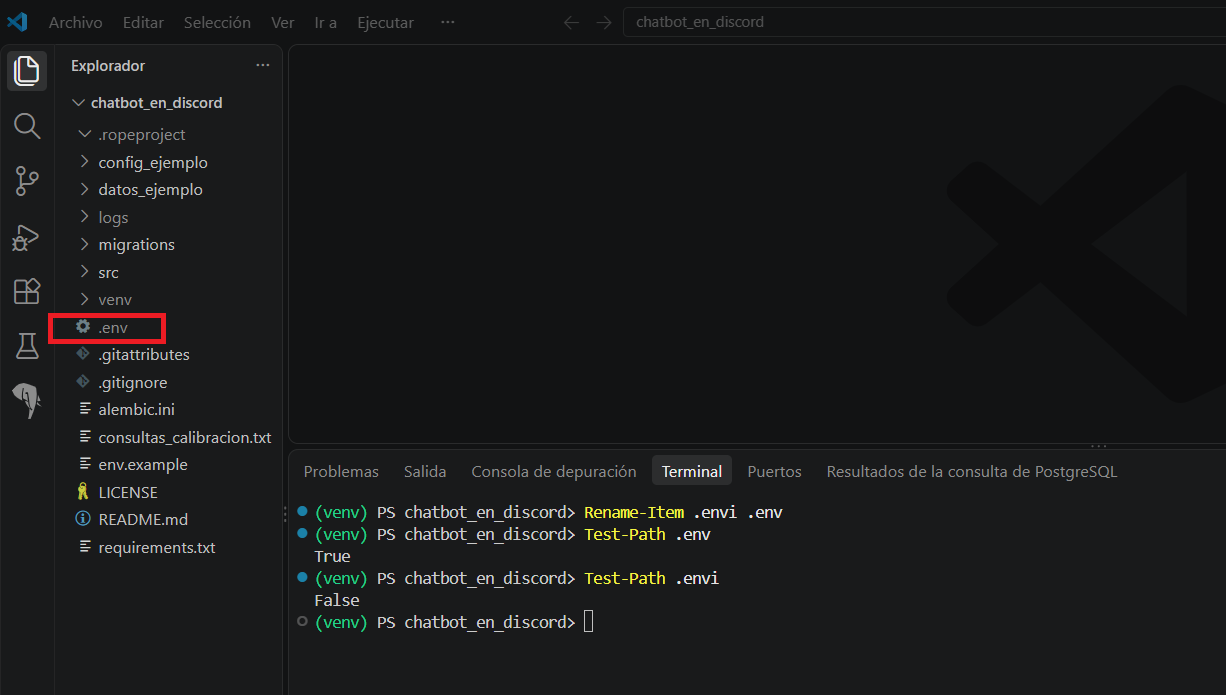 Archivo Editar Selección Ver Ir a Ejecutar ··· chatbot_en_discord
Explorador ···
chatbot_en_discord
.ropeproject
config_ejemplo
datos_ejemplo
logs
migrations
src
venv
.env
.gitattributes
.gitignore
alembic.ini
consultas_calibracion.txt
env.example
LICENSE
README.md
requirements.txt
Problemas Salida Consola de depuración Terminal Puertos Resultados de la consulta de PostgreSQL
(venv) PS chatbot_en_discord> Rename-Item .envi .env
(venv) PS chatbot_en_discord> Test-Path .env
True
(venv) PS chatbot_en_discord> Test-Path .envi
False
(venv) PS chatbot_en_discord>